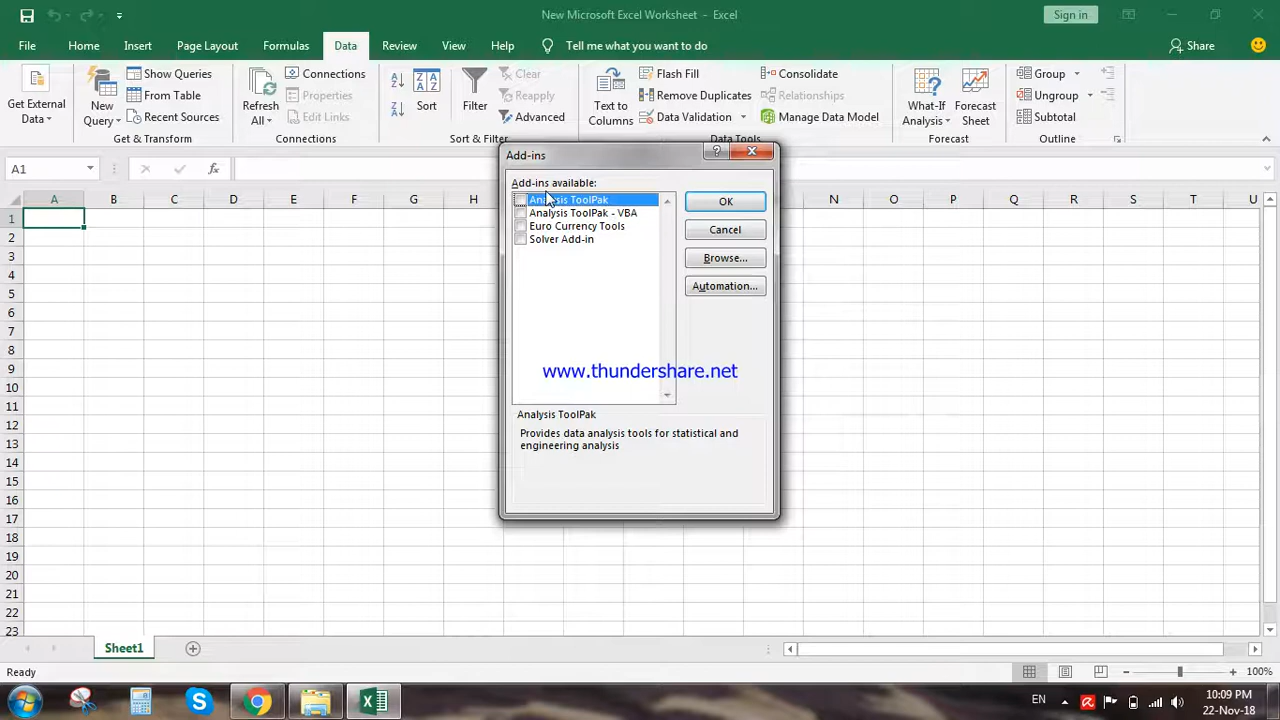 New Microsoft Excel Worksheet - Excel
Sign in
File
Home
Insert
Page Layout
Formulas
Data
Review
View
Help
Tell me what you want to do
Share
Get External Data
New Query
Show Queries
From Table
Recent Sources
Get & Transform
Refresh All
Connections
Properties
Edit Links
Connections
Sort
Filter
Clear
Reapply
Advanced
Sort & Filter
Text to Columns
Flash Fill
Remove Duplicates
Data Validation
Consolidate
Relationships
Manage Data Model
Data Tools
What-If Analysis
Forecast Sheet
Forecast
Group
Ungroup
Subtotal
Outline
A1
fx
A B C D E F G H N O P Q R S T U
1
2
3
4
5
6
7
8
9
10
11
12
13
14
15
16
17
18
19
20
21
22
23
Add-ins
?
Add-ins available:
Analysis ToolPak
Analysis ToolPak - VBA
Euro Currency Tools
Solver Add-in
OK
Cancel
Browse...
Automation...
www.thundershare.net
Analysis ToolPak
Provides data analysis tools for statistical and
engineering analysis
Sheet1
Ready
100%
EN
10:09 PM
22-Nov-18